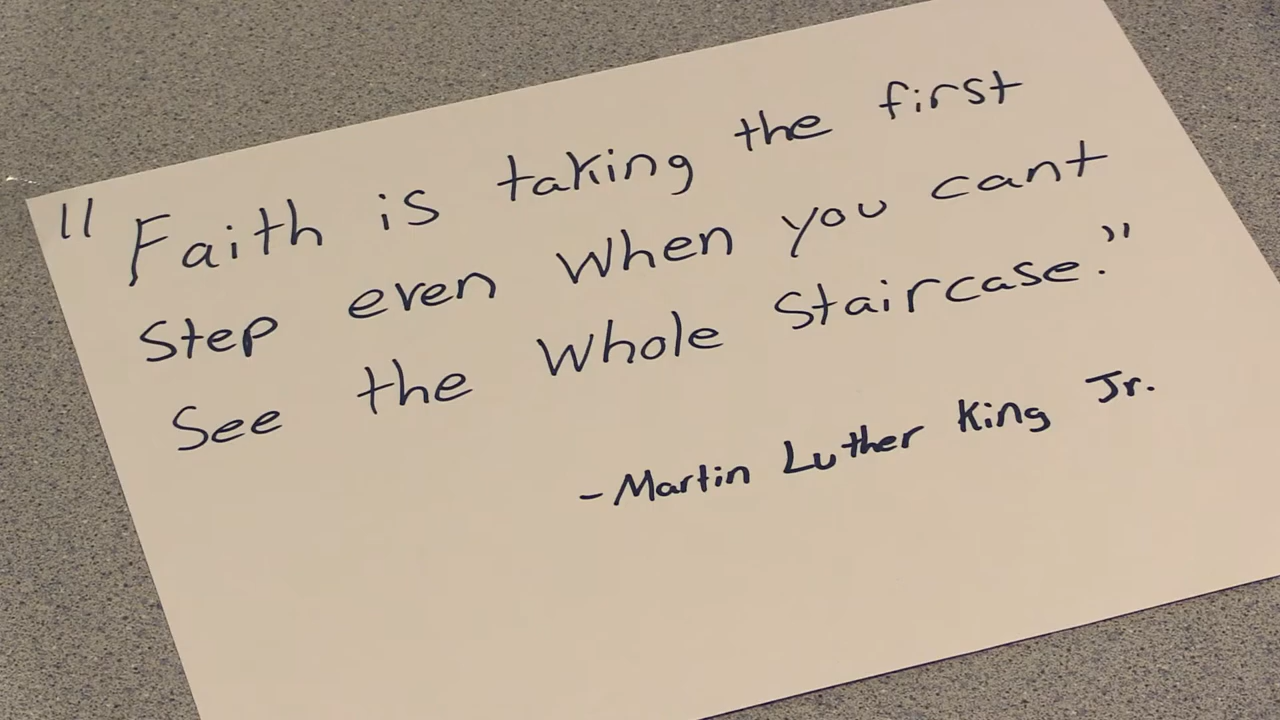 "Faith is taking the first
Step even when you cant
See the whole Staircase."
-Martin Luther King Jr.